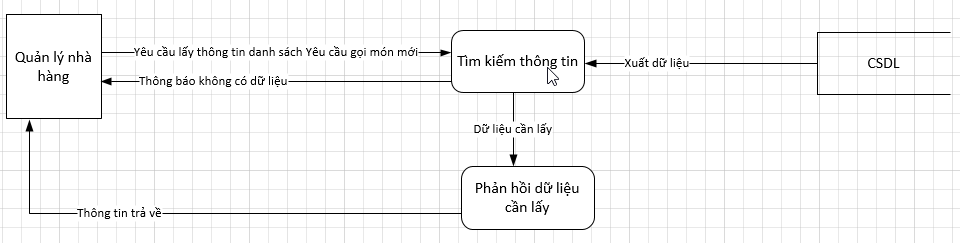 Quản lý nhà
hàng
Yêu cầu lấy thông tin danh sách Yêu cầu gọi món mới
Thông báo không có dữ liệu
Tìm kiếm thông tin
Xuất dữ liệu
CSDL
Dữ liệu cần lấy
Phản hồi dữ liệu
cần lấy
Thông tin trả về